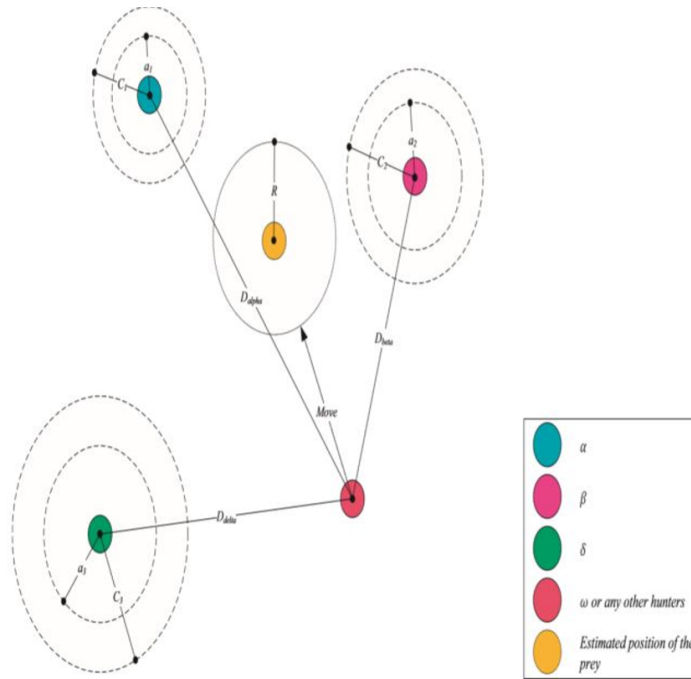 a1
C1
a2
C2
R
Dalpha
Dbeta
Move
Ddelta
a3
C3
α
β
δ
ω or any other hunters
Estimated position of the
prey